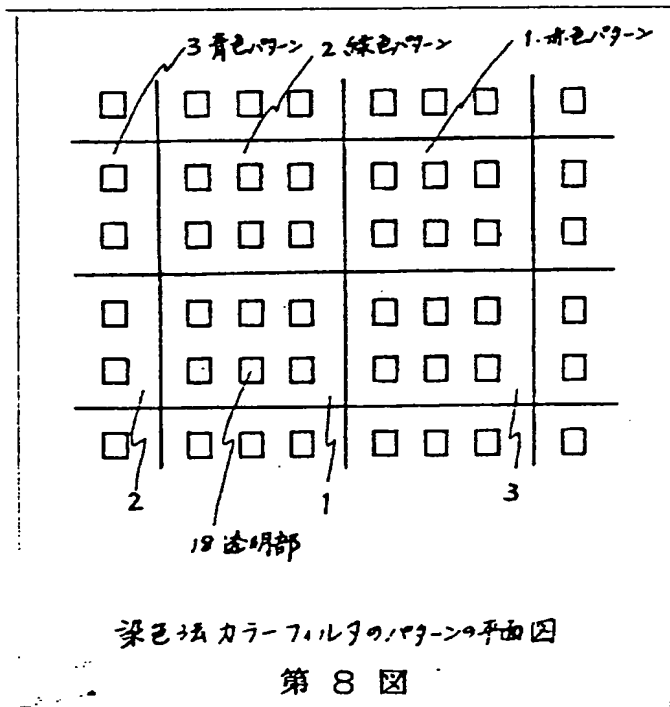 3 青色パターン
2 緑色パターン
1. 赤色パターン
2
1
3
18 透明部
染色法カラーフィルタのパターンの平面図
第 8 図